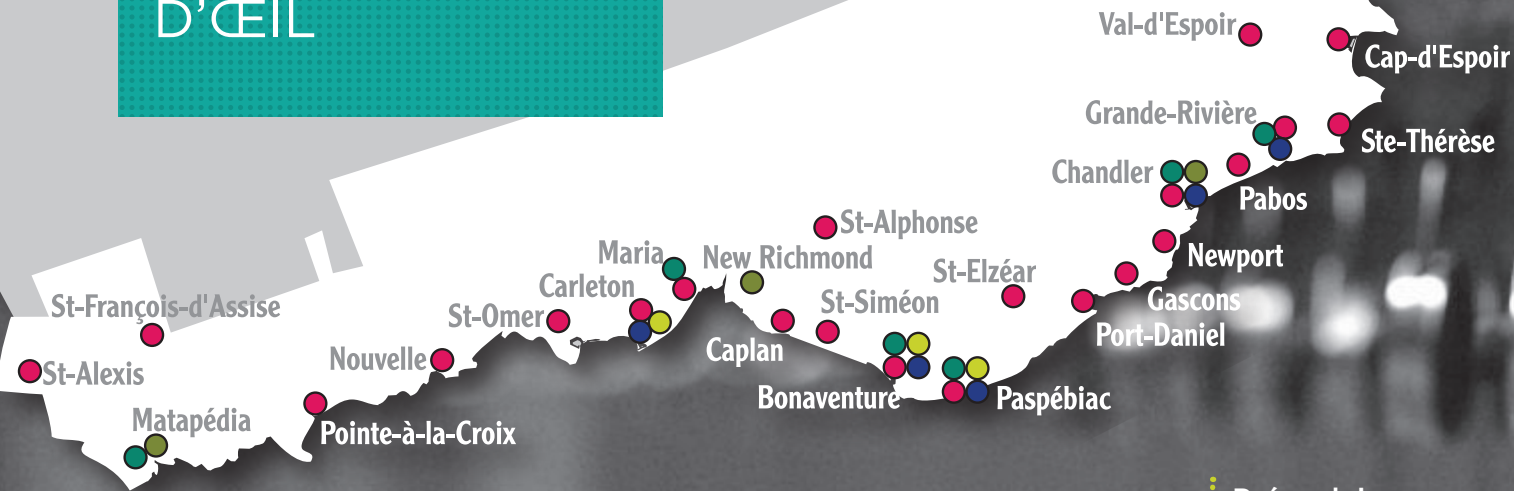 D'ŒIL
Val-d'Espoir
Cap-d'Espoir
Grande-Rivière
Ste-Thérèse
Chandler
Pabos
St-Alphonse
Maria
New Richmond
Newport
St-Elzéar
Carleton
St-François-d'Assise
St-Siméon
Gascons
St-Omer
Port-Daniel
Caplan
Nouvelle
St-Alexis
Bonaventure
Paspébiac
Matapédia
Pointe-à-la-Croix